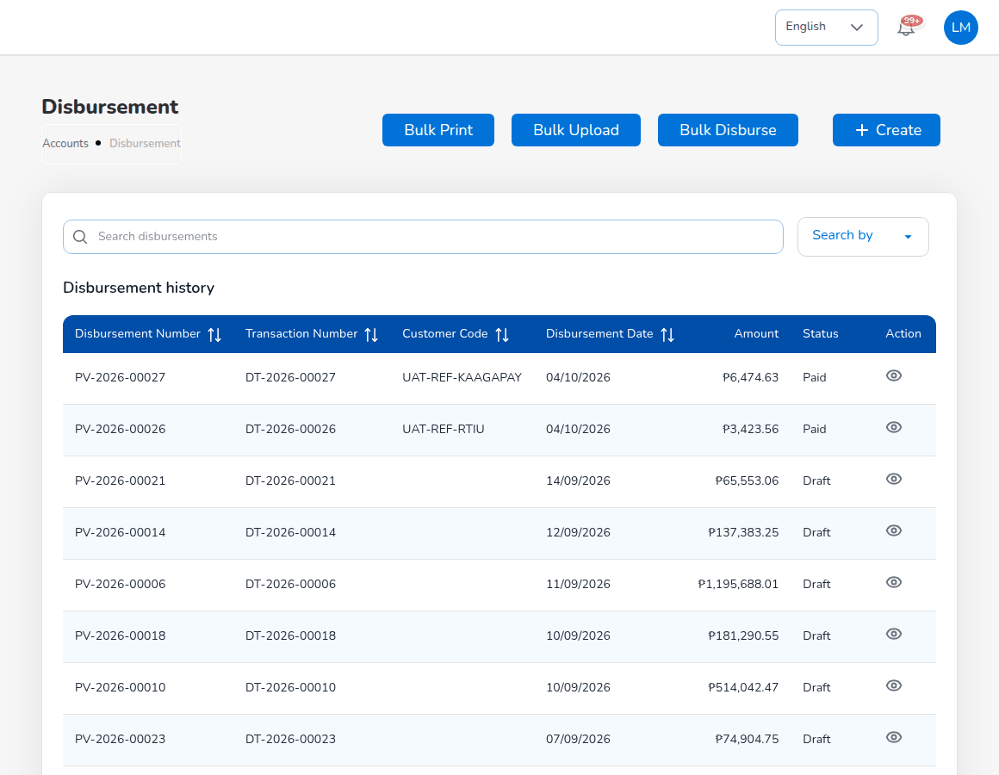 English
99+
LM
Disbursement
Accounts • Disbursement
Bulk Print
Bulk Upload
Bulk Disburse
+ Create
Search disbursements
Search by
Disbursement history
Disbursement Number Transaction Number Customer Code Disbursement Date Amount Status Action
PV-2026-00027 DT-2026-00027 UAT-REF-KAAGAPAY 04/10/2026 ₱6,474.63 Paid
PV-2026-00026 DT-2026-00026 UAT-REF-RTIU 04/10/2026 ₱3,423.56 Paid
PV-2026-00021 DT-2026-00021 14/09/2026 ₱65,553.06 Draft
PV-2026-00014 DT-2026-00014 12/09/2026 ₱137,383.25 Draft
PV-2026-00006 DT-2026-00006 11/09/2026 ₱1,195,688.01 Draft
PV-2026-00018 DT-2026-00018 10/09/2026 ₱181,290.55 Draft
PV-2026-00010 DT-2026-00010 10/09/2026 ₱514,042.47 Draft
PV-2026-00023 DT-2026-00023 07/09/2026 ₱74,904.75 Draft